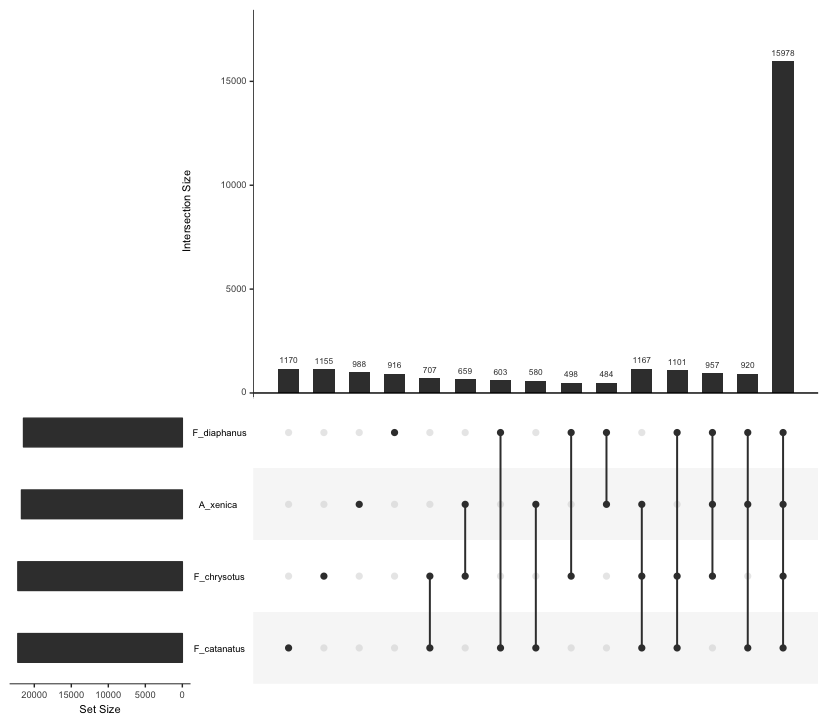 15978
15000
Intersection Size
10000
5000
1170 1155 988 916 707 659 603 580 498 484 1167 1101 957 920
0
F_diaphanus
A_xenica
F_chrysotus
F_catanatus
20000 15000 10000 5000 0
Set Size